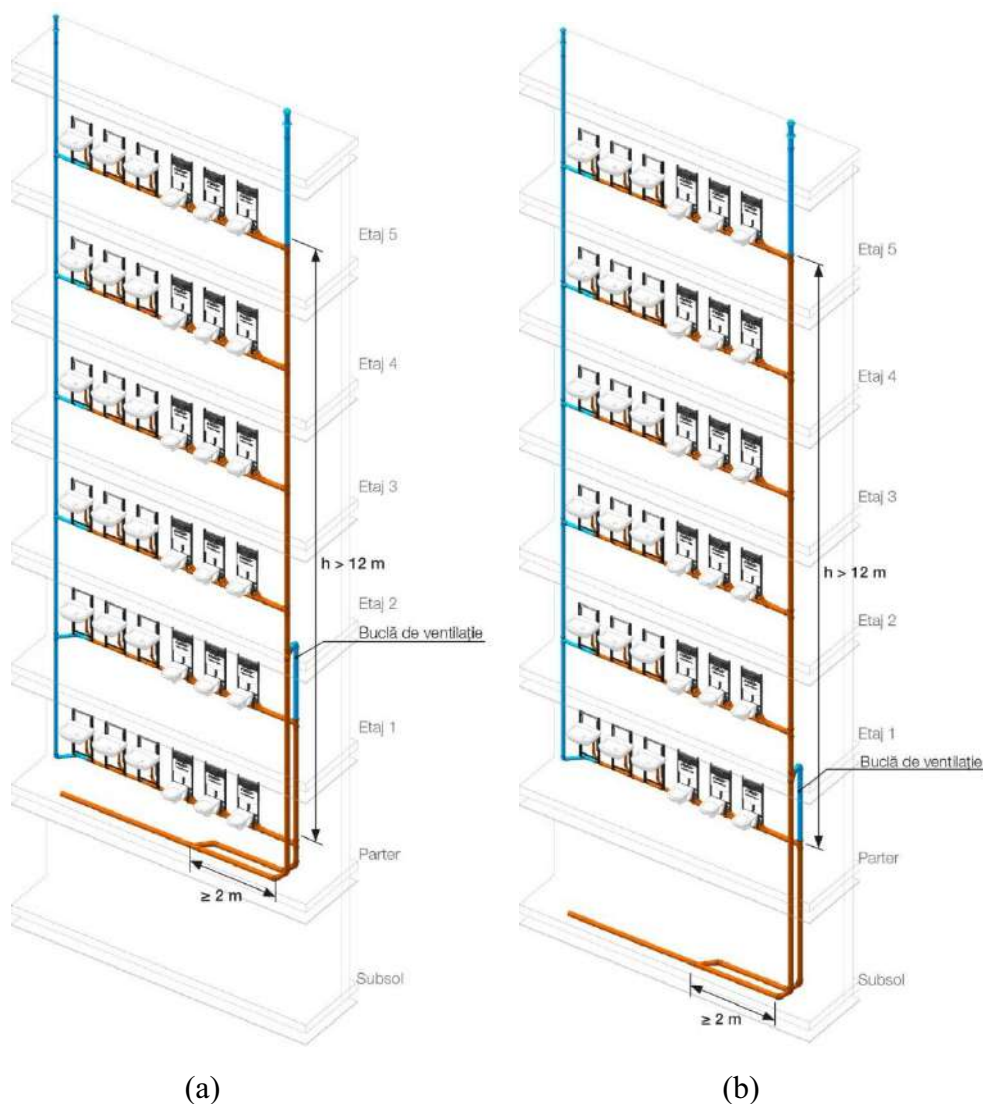 Etaj 5
Etaj 4
Etaj 3
h > 12 m
Etaj 2
Buclă de ventilație
Etaj 1
Parter
≥ 2 m
Subsol
(a)
Etaj 5
Etaj 4
Etaj 3
h > 12 m
Etaj 2
Etaj 1
Buclă de ventilație
Parter
Subsol
≥ 2 m
(b)